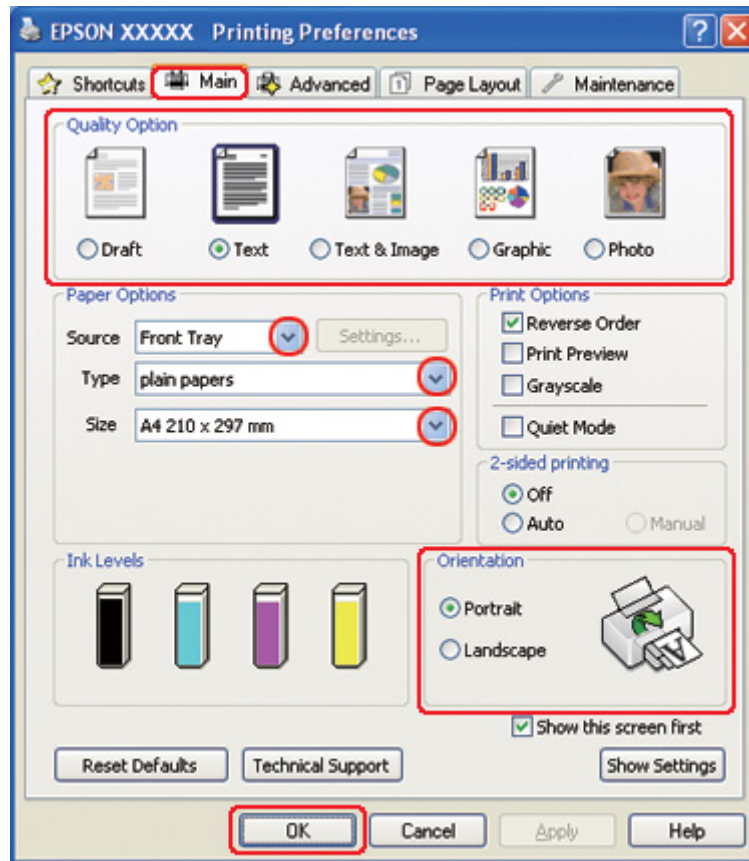 EPSON XXXXX Printing Preferences
Shortcuts Main Advanced 1 Page Layout Maintenance
Quality Option
Draft Text Text & Image Graphic Photo
Paper Options
Source Front Tray Settings...
Type plain papers
Size A4 210 x 297 mm
Print Options
Reverse Order
Print Preview
Grayscale
Quiet Mode
2-sided printing
Off
Auto Manual
Ink Levels
Orientation
Portrait
Landscape
A
Show this screen first
Reset Defaults Technical Support Show Settings
OK Cancel Apply Help